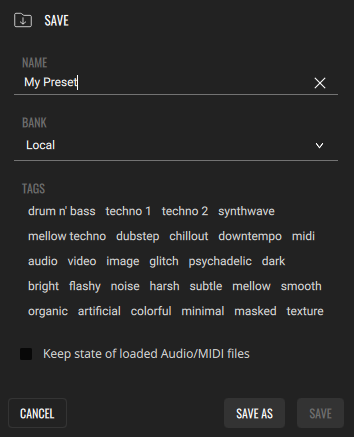 SAVE
NAME
My Preset
BANK
Local
TAGS
drum n' bass techno 1 techno 2 synthwave
mellow techno dubstep chillout downtempo midi
audio video image glitch psychadelic dark
bright flashy noise harsh subtle mellow smooth
organic artificial colorful minimal masked texture
Keep state of loaded Audio/MIDI files
CANCEL SAVE AS SAVE